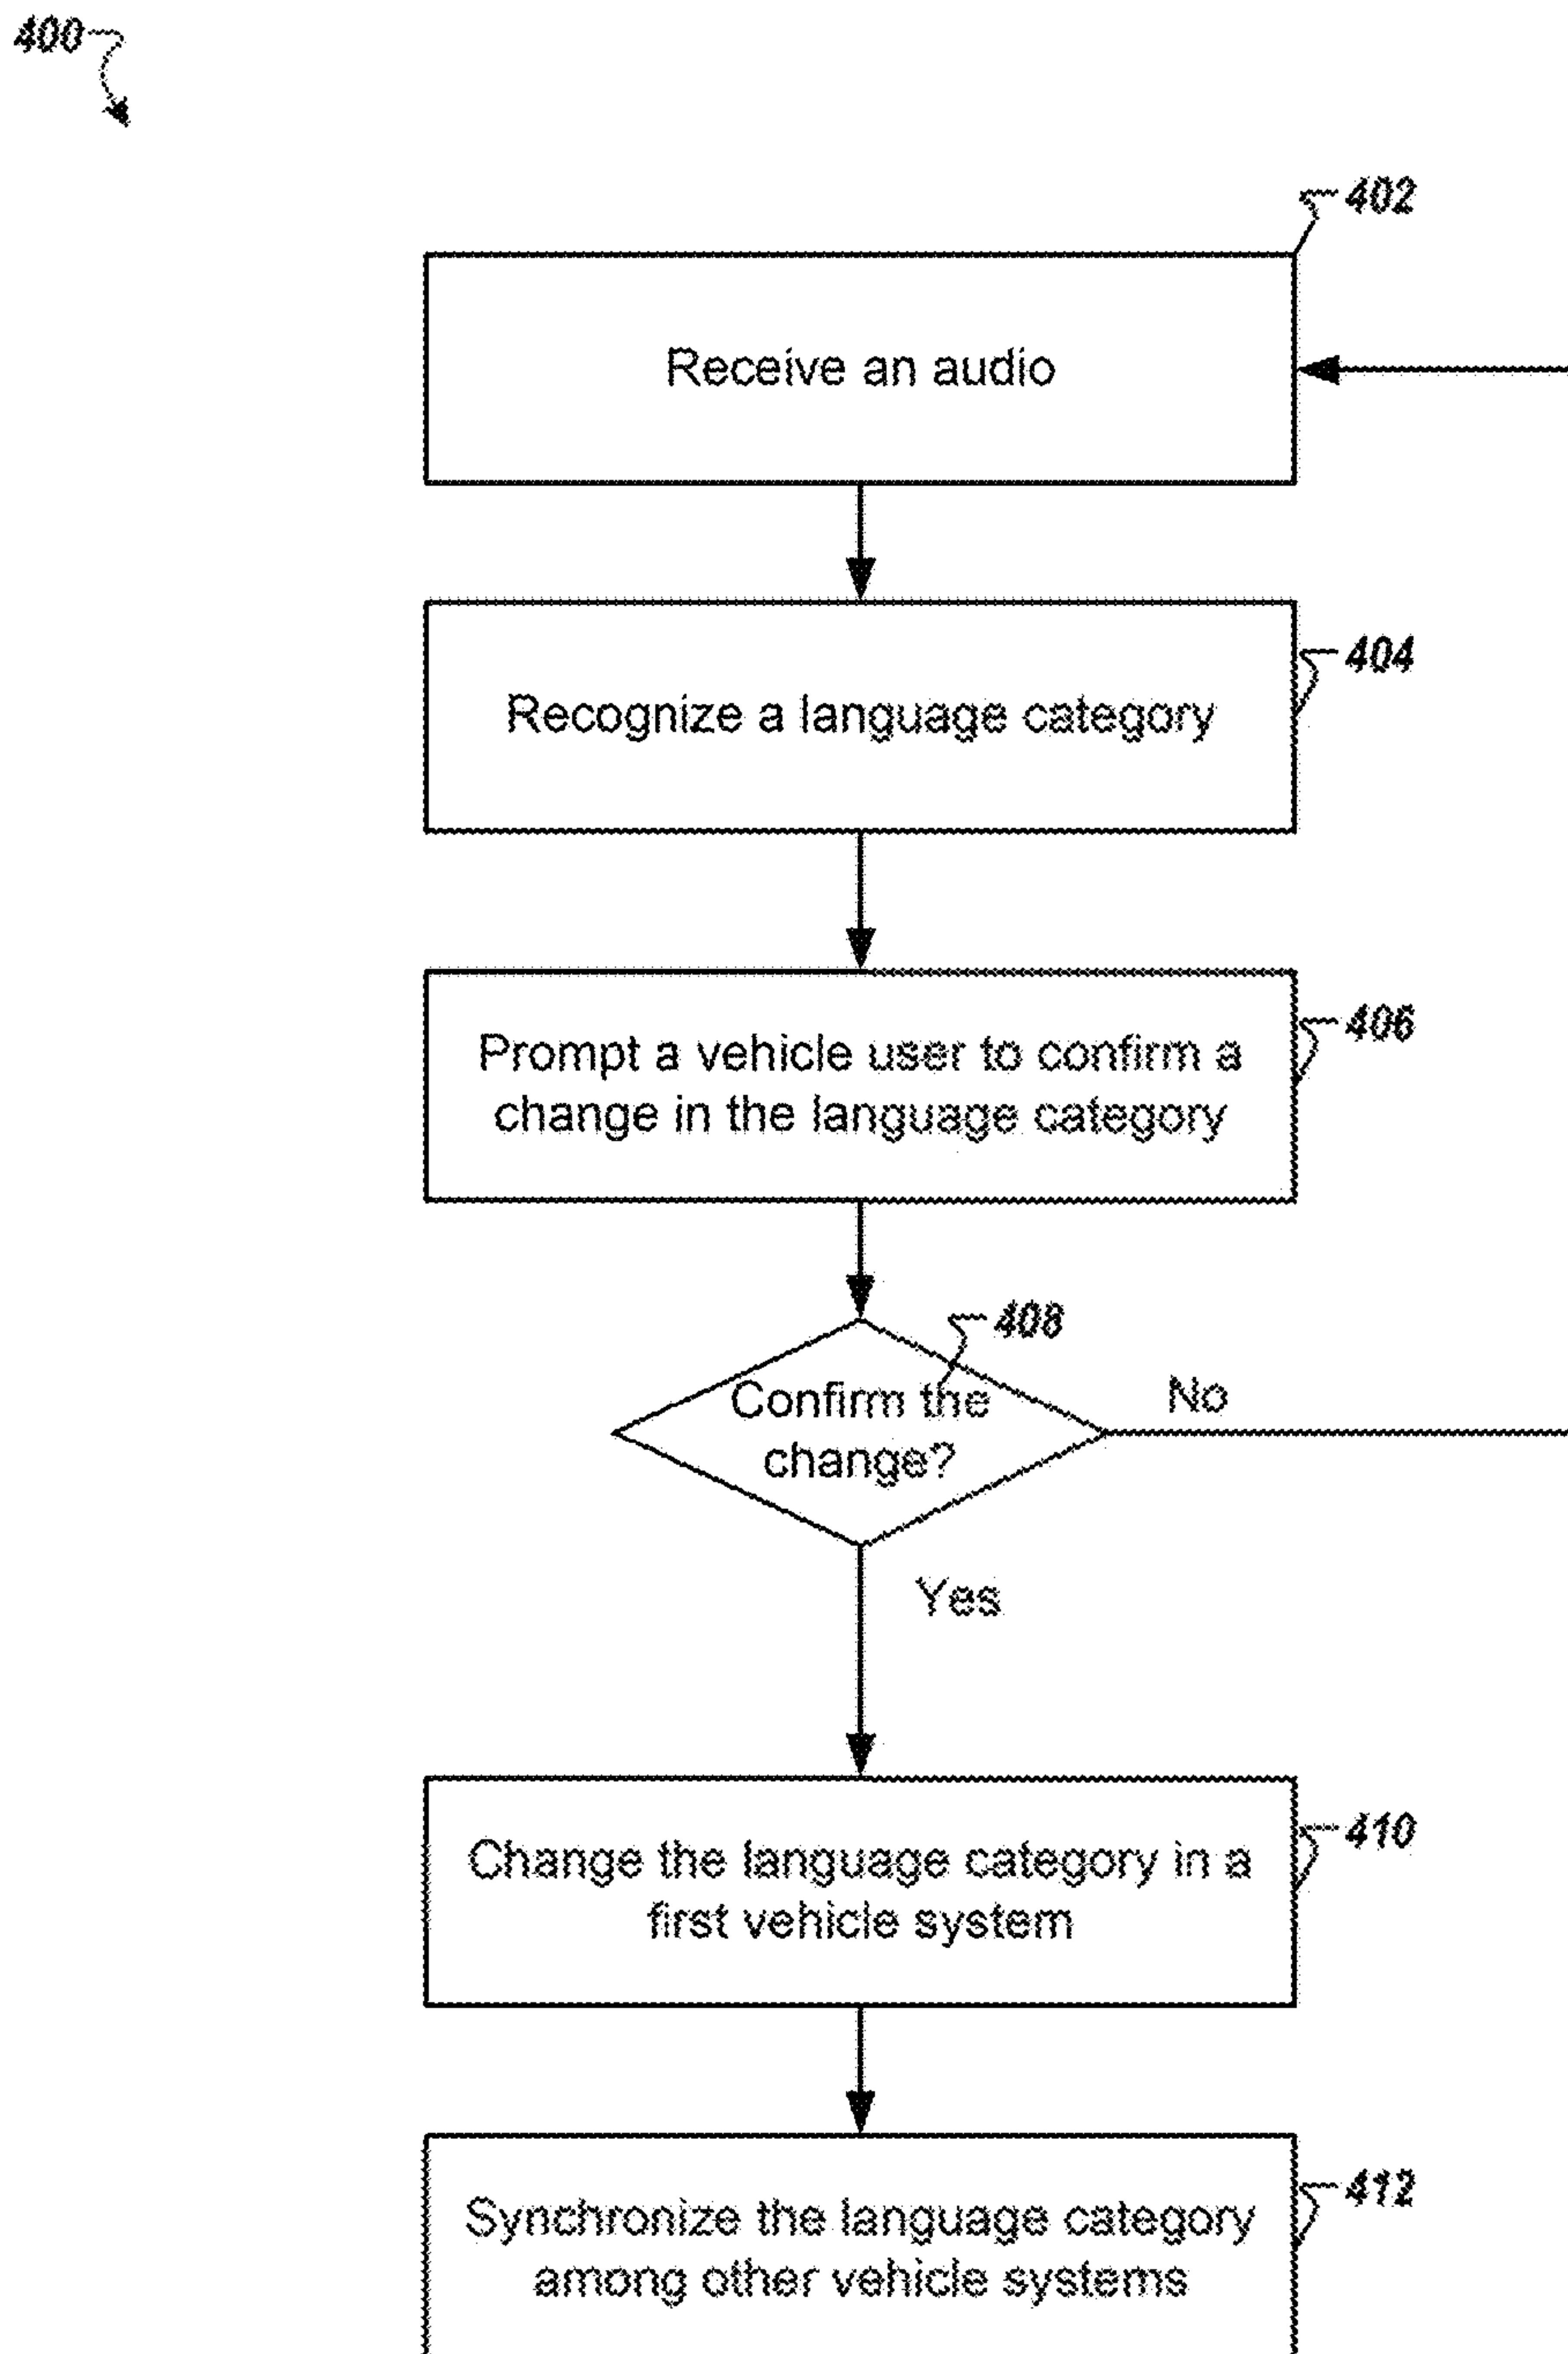 400
402
Receive an audio
404
Recognize a language category
406
Prompt a vehicle user to confirm a
change in the language category
408
Confirm the
change?
No
Yes
410
Change the language category in a
first vehicle system
412
Synchronize the language category
among other vehicle systems